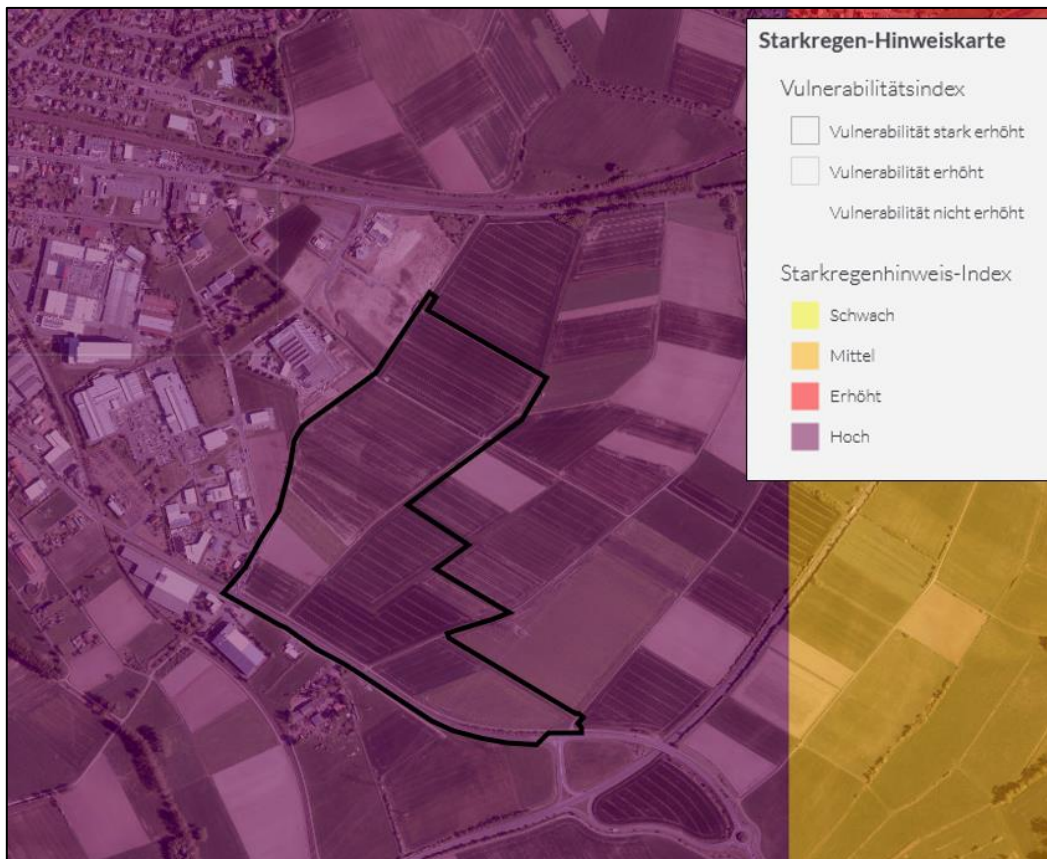 Starkregen-Hinweiskarte
Vulnerabilitätsindex
Vulnerabilität stark erhöht
Vulnerabilität erhöht
Vulnerabilität nicht erhöht
Starkregenhinweis-Index
Schwach
Mittel
Erhöht
Hoch